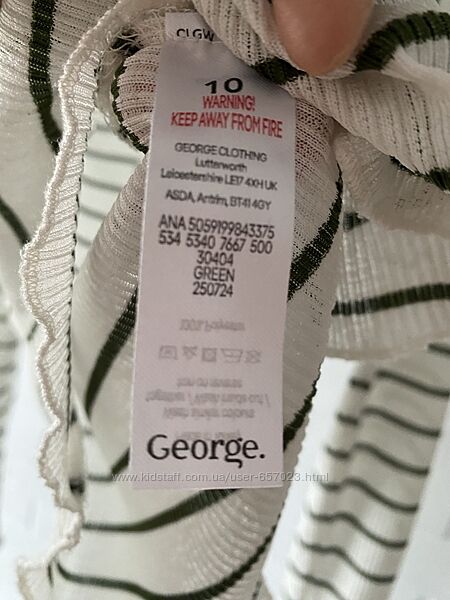 CLGW
10
WARNING!
KEEP AWAY FROM FIRE
GEORGE CLOTHING
Lutterworth
Leicestershire LE17 4XH UK
ASDA, Antrim, BT41 4GY
ANA 5059199843375
534 5340 7667 500
30404
GREEN
250724
George.
www.kidstaff.com.ua/user-657023.html